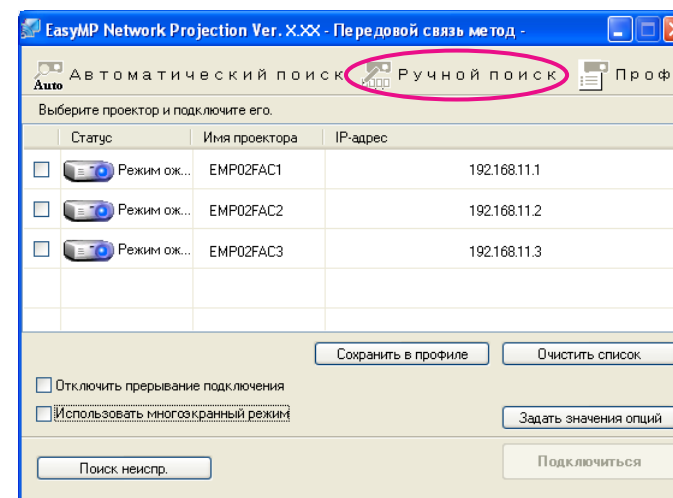 EasyMP Network Projection Ver. X.XX - Передовой связь метод -
Auto Автоматический поиск Ручной поиск Проф
Выберите проектор и подключите его.
Статус Имя проектора IP-адрес
Режим ож... EMP02FAC1 192.168.11.1
Режим ож... EMP02FAC2 192.168.11.2
Режим ож... EMP02FAC3 192.168.11.3
Сохранить в профиле Очистить список
Отключить прерывание подключения
Использовать многоэкранный режим Задать значения опций
Поиск неиспр. Подключиться